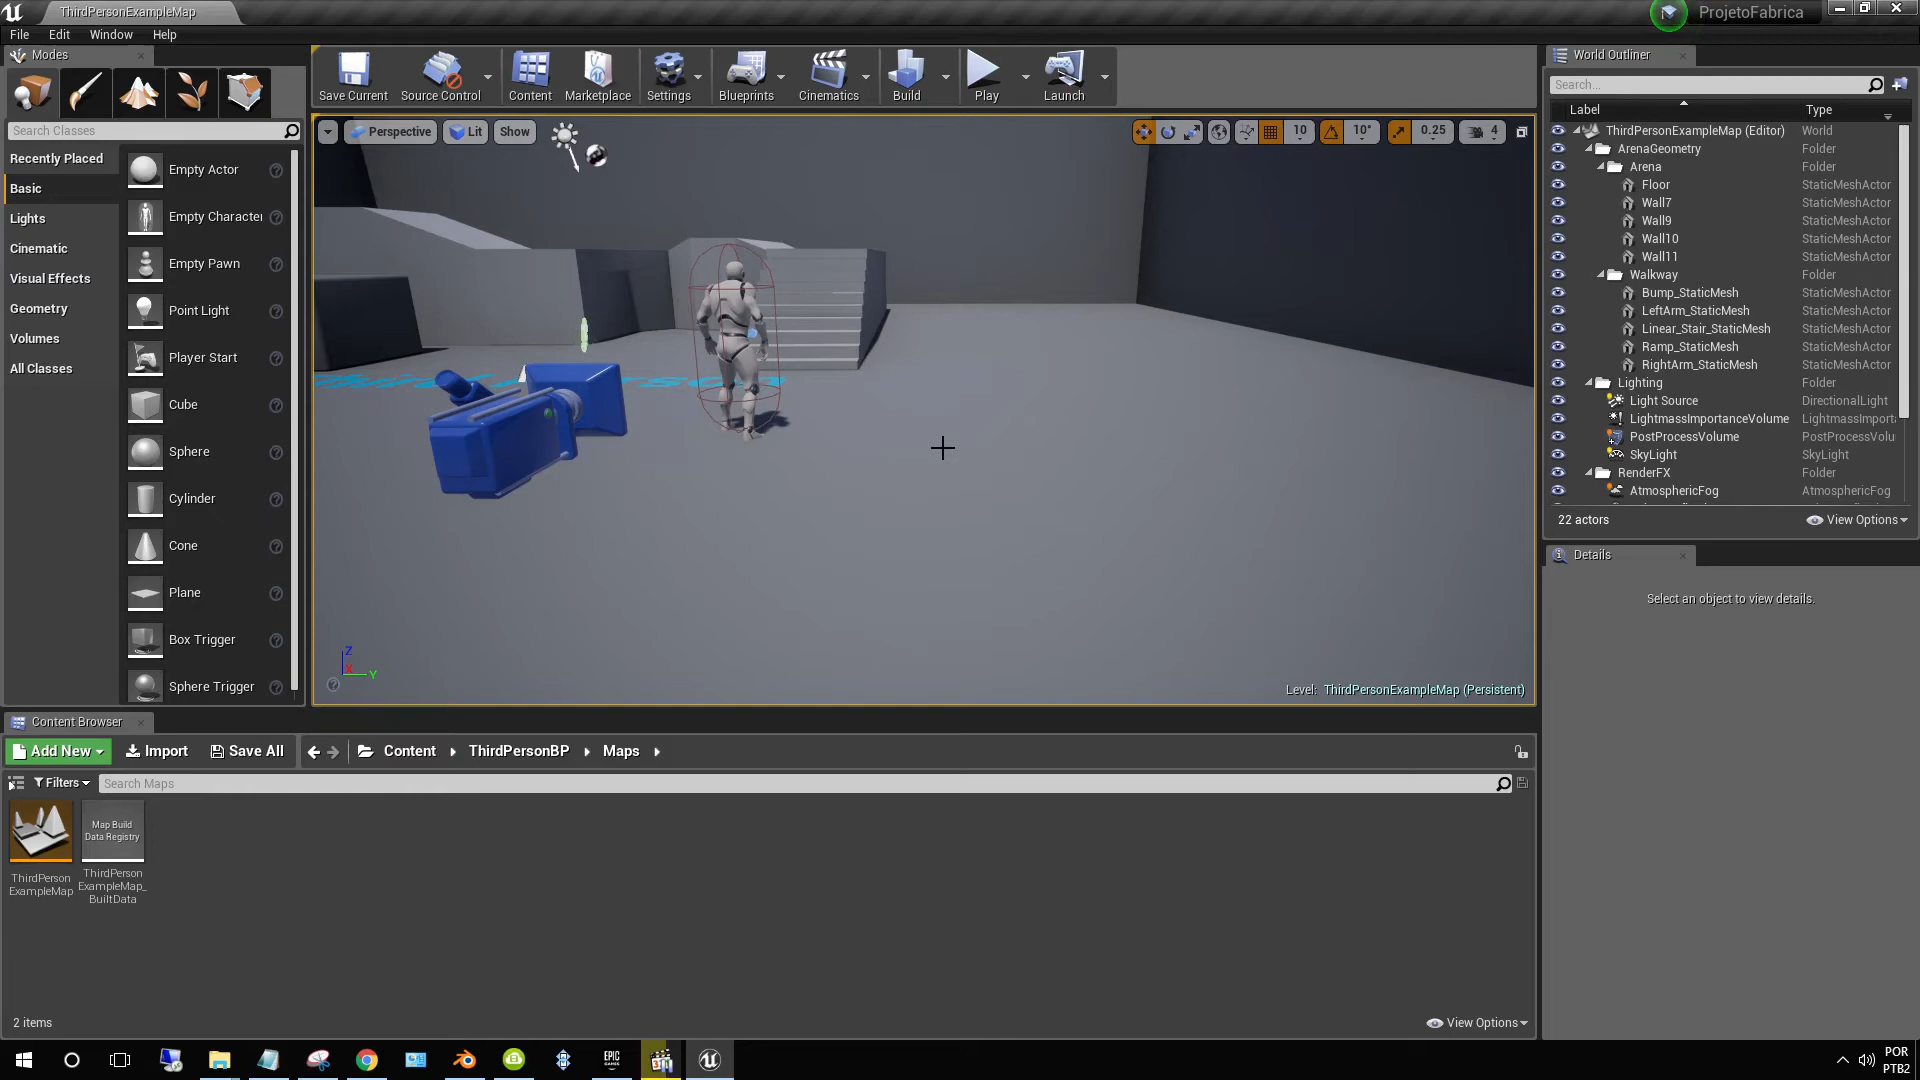 ThirdPersonExampleMap
ProjetoFabrica
File Edit Window Help
Modes
Search Classes
Recently Placed
Basic
Lights
Cinematic
Visual Effects
Geometry
Volumes
All Classes
Empty Actor
Empty Character
Empty Pawn
Point Light
Player Start
Cube
Sphere
Cylinder
Cone
Plane
Box Trigger
Sphere Trigger
Save Current Source Control Content Marketplace Settings Blueprints Cinematics Build Play Launch
Perspective Lit Show
10 10° 0.25 4
Z
X
Y
Level: ThirdPersonExampleMap (Persistent)
World Outliner
Search...
Label Type
ThirdPersonExampleMap (Editor) World
ArenaGeometry Folder
Arena Folder
Floor StaticMeshActor
Wall7 StaticMeshActor
Wall9 StaticMeshActor
Wall10 StaticMeshActor
Wall11 StaticMeshActor
Walkway Folder
Bump_StaticMesh StaticMeshActor
LeftArm_StaticMesh StaticMeshActor
Linear_Stair_StaticMesh StaticMeshActor
Ramp_StaticMesh StaticMeshActor
RightArm_StaticMesh StaticMeshActor
Lighting Folder
Light Source DirectionalLight
LightmassImportanceVolume LightmassImporta
PostProcessVolume PostProcessVolu
SkyLight SkyLight
RenderFX Folder
AtmosphericFog AtmosphericFog
22 actors View Options
Details
Select an object to view details.
Content Browser
Add New Import Save All Content ThirdPersonBP Maps
Filters Search Maps
Map Build
Data Registry
ThirdPerson
ExampleMap
ThirdPerson
ExampleMap_
BuiltData
2 items View Options
EPIC
GAMES
POR
PTB2